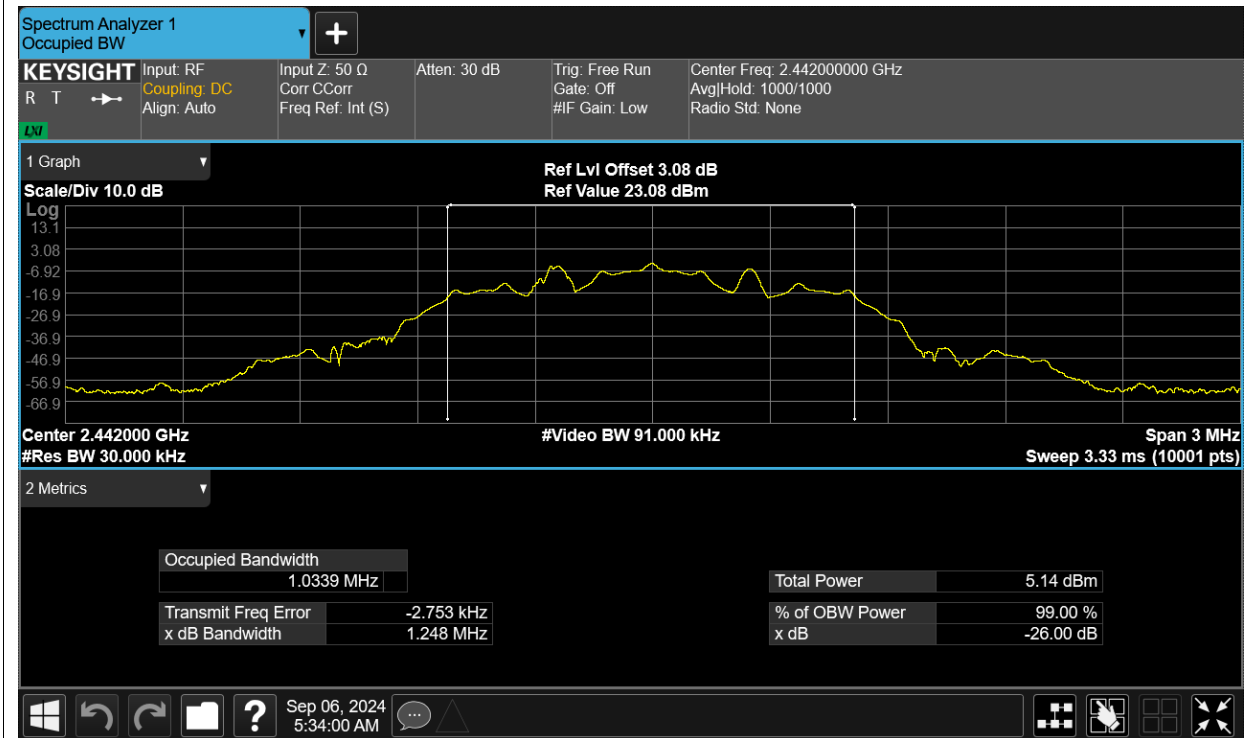 Spectrum Analyzer 1
Occupied BW
+
KEYSIGHT
R T
LXI
Input: RF
Coupling: DC
Align: Auto
Input Z: 50 Ω
Corr CCorr
Freq Ref: Int (S)
Atten: 30 dB
Trig: Free Run
Gate: Off
#IF Gain: Low
Center Freq: 2.442000000 GHz
Avg|Hold: 1000/1000
Radio Std: None
1 Graph
Scale/Div 10.0 dB
Ref Lvl Offset 3.08 dB
Ref Value 23.08 dBm
Log
13.1
3.08
-6.92
-16.9
-26.9
-36.9
-46.9
-56.9
-66.9
Center 2.442000 GHz
#Video BW 91.000 kHz
Span 3 MHz
#Res BW 30.000 kHz
Sweep 3.33 ms (10001 pts)
2 Metrics
Occupied Bandwidth
1.0339 MHz
Total Power 5.14 dBm
Transmit Freq Error -2.753 kHz
% of OBW Power 99.00 %
x dB Bandwidth 1.248 MHz
x dB -26.00 dB
?
Sep 06, 2024
5:34:00 AM